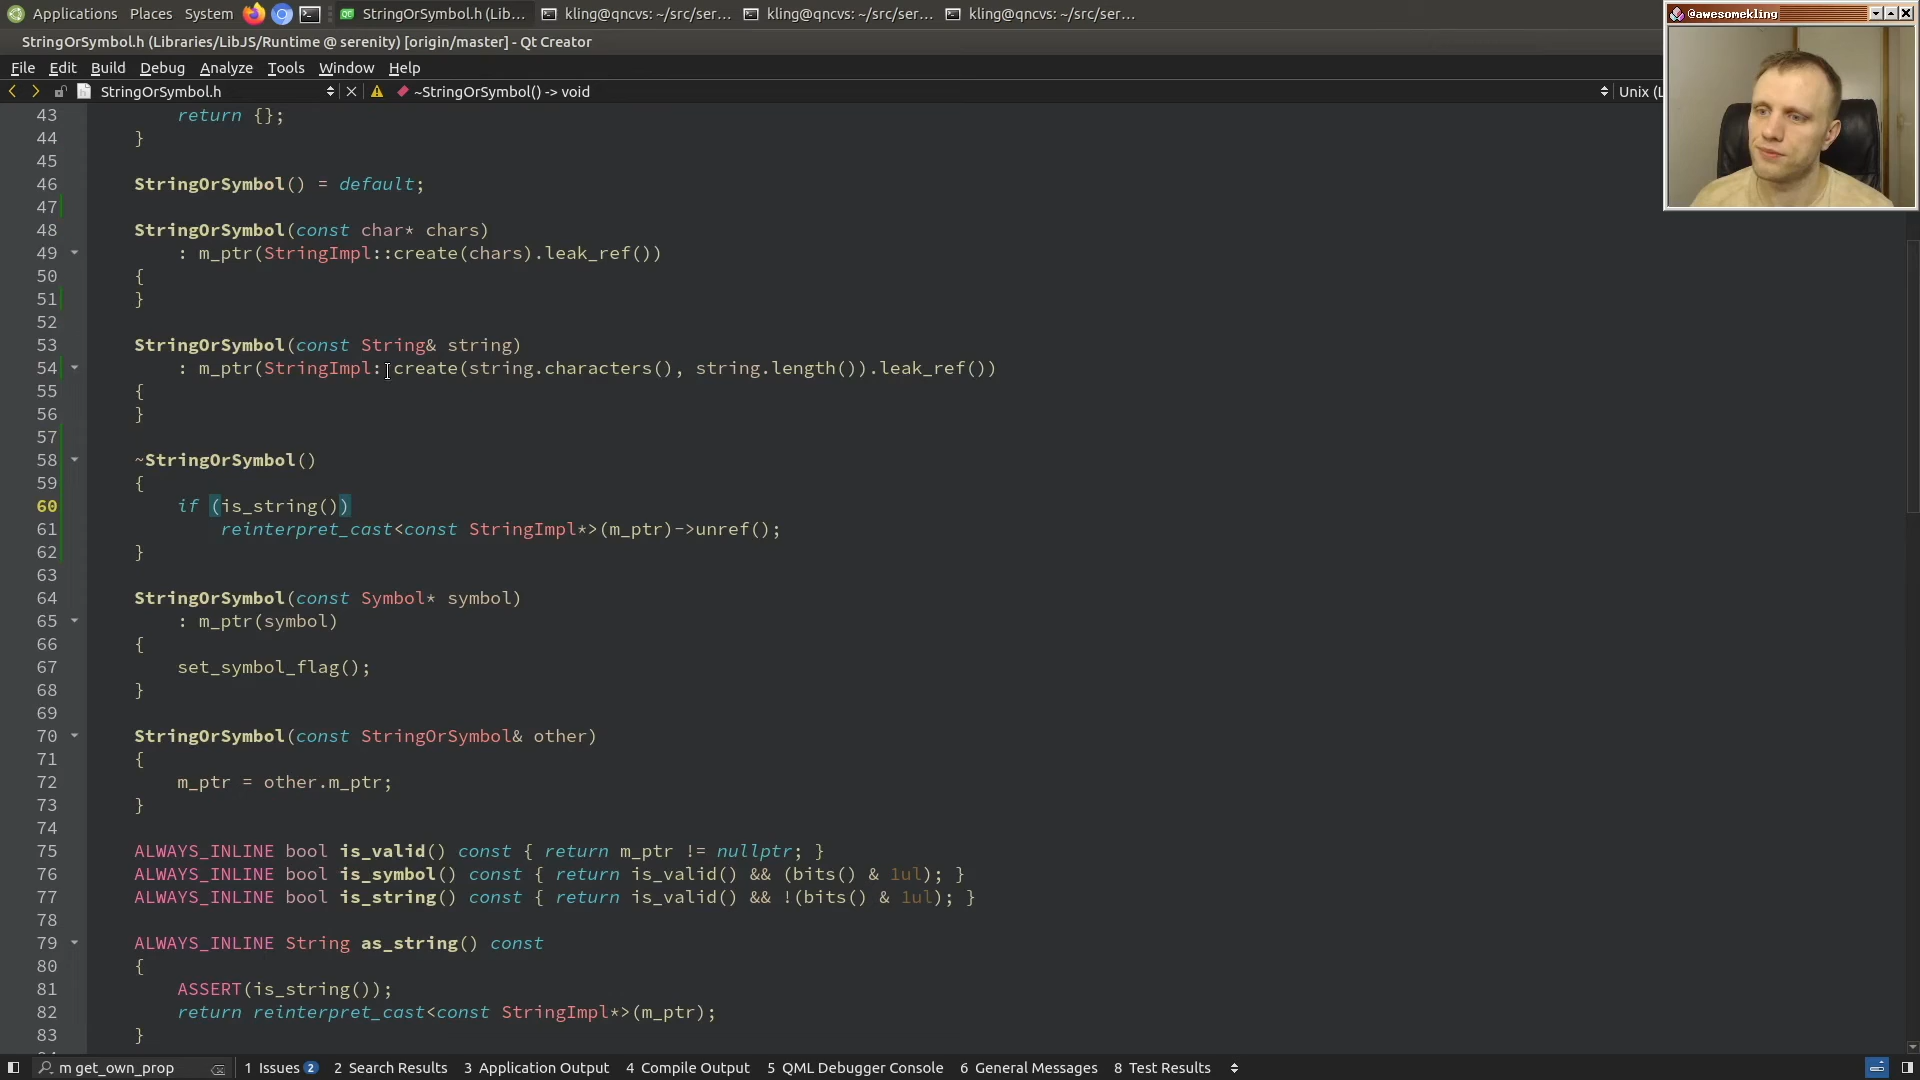 Applications Places System StringOrSymbol.h (Lib... kling@qncvs: ~/src/ser... kling@qncvs: ~/src/ser... kling@qncvs: ~/src/ser...
@awesomekling
StringOrSymbol.h (Libraries/LibJS/Runtime @ serenity) [origin/master] - Qt Creator
File Edit Build Debug Analyze Tools Window Help
StringOrSymbol.h ~StringOrSymbol() -> void Unix (L
43 return {};
44 }
45
46 StringOrSymbol() = default;
47
48 StringOrSymbol(const char* chars)
49 : m_ptr(StringImpl::create(chars).leak_ref())
50 {
51 }
52
53 StringOrSymbol(const String& string)
54 : m_ptr(StringImpl::create(string.characters(), string.length()).leak_ref())
55 {
56 }
57
58 ~StringOrSymbol()
59 {
60 if (is_string())
61 reinterpret_cast<const StringImpl*>(m_ptr)->unref();
62 }
63
64 StringOrSymbol(const Symbol* symbol)
65 : m_ptr(symbol)
66 {
67 set_symbol_flag();
68 }
69
70 StringOrSymbol(const StringOrSymbol& other)
71 {
72 m_ptr = other.m_ptr;
73 }
74
75 ALWAYS_INLINE bool is_valid() const { return m_ptr != nullptr; }
76 ALWAYS_INLINE bool is_symbol() const { return is_valid() && (bits() & 1ul); }
77 ALWAYS_INLINE bool is_string() const { return is_valid() && !(bits() & 1ul); }
78
79 ALWAYS_INLINE String as_string() const
80 {
81 ASSERT(is_string());
82 return reinterpret_cast<const StringImpl*>(m_ptr);
83 }
m get_own_prop 1 Issues 2 2 Search Results 3 Application Output 4 Compile Output 5 QML Debugger Console 6 General Messages 8 Test Results